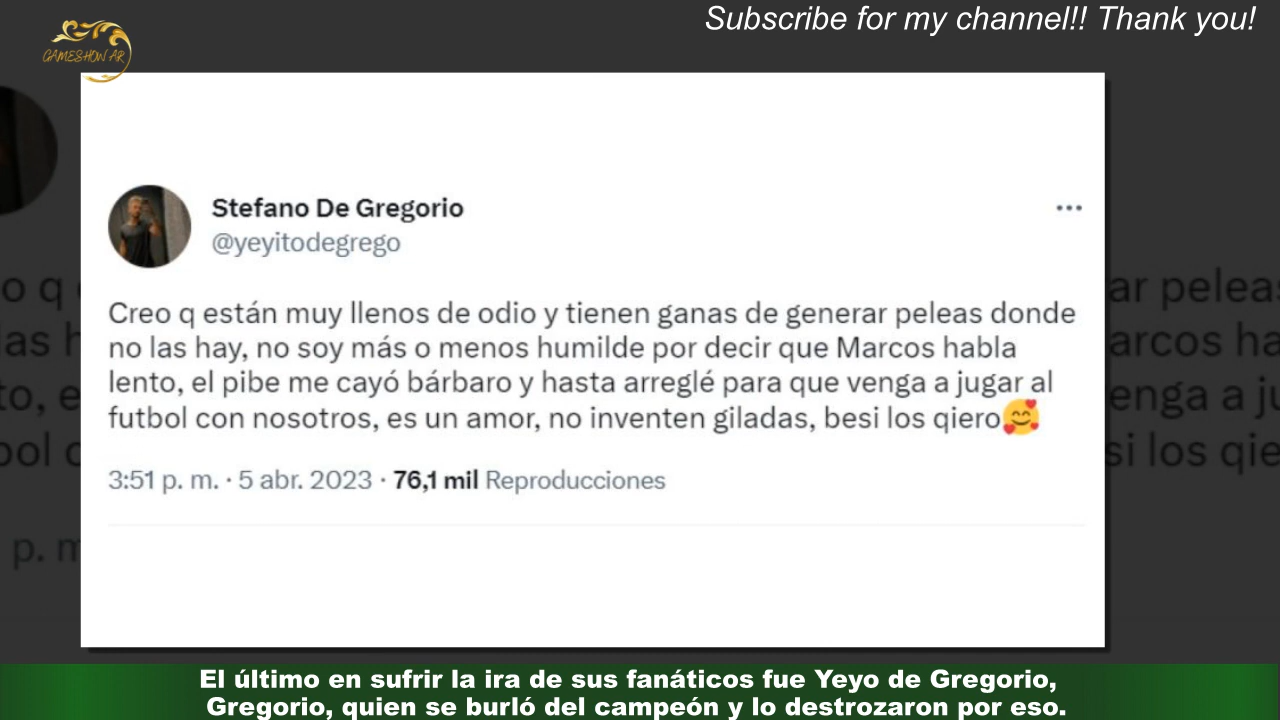 Subscribe for my channel!! Thank you!
GAMESHOW AR
Stefano De Gregorio
@yeyitodegrego
Creo q están muy llenos de odio y tienen ganas de generar peleas donde
no las hay, no soy más o menos humilde por decir que Marcos habla
lento, el pibe me cayó bárbaro y hasta arreglé para que venga a jugar al
futbol con nosotros, es un amor, no inventen giladas, besi los qiero🥰
3:51 p. m. · 5 abr. 2023 · 76,1 mil Reproducciones
El último en sufrir la ira de sus fanáticos fue Yeyo de Gregorio,
Gregorio, quien se burló del campeón y lo destrozaron por eso.